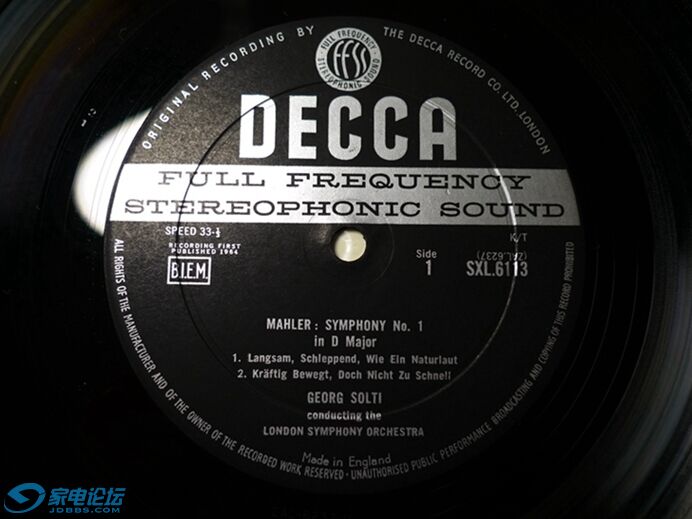 ORIGINAL RECORDING BY THE DECCA RECORD CO. LTD. LONDON
FULL FREQUENCY
ffss
STEREOPHONIC SOUND
DECCA
FULL FREQUENCY
STEREOPHONIC SOUND
SPEED 33-⅓
RECORDING FIRST
PUBLISHED 1964
B.I.E.M.
K/T
(ZAL.6237)
Side
1
SXL.6113
MAHLER: SYMPHONY No. 1
in D Major
1. Langsam, Schleppend, Wie Ein Naturlaut
2. Kräftig Bewegt, Doch Nicht Zu Schnell
GEORG SOLTI
conducting the
LONDON SYMPHONY ORCHESTRA
Made in England
ALL RIGHTS OF THE MANUFACTURER AND OF THE OWNER OF THE RECORDED WORK RESERVED · UNAUTHORISED PUBLIC PERFORMANCE BROADCASTING AND COPYING OF THIS RECORD PROHIBITED
家电论坛
JDBBS.COM